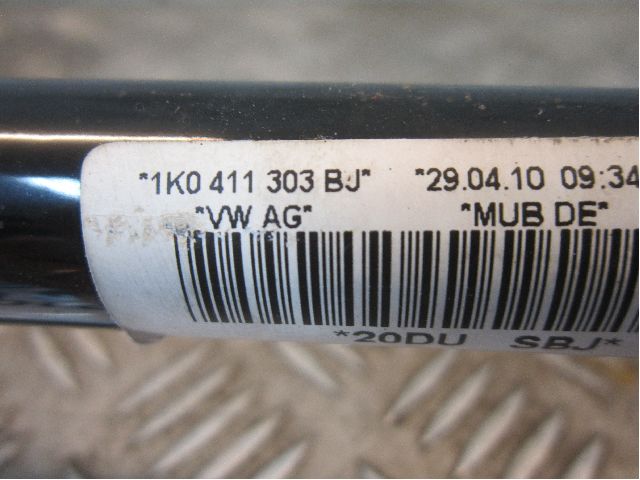 *1K0 411 303 BJ* *29.04.10 09:34
*VW AG* *MUB DE*
*20DU SBJ*